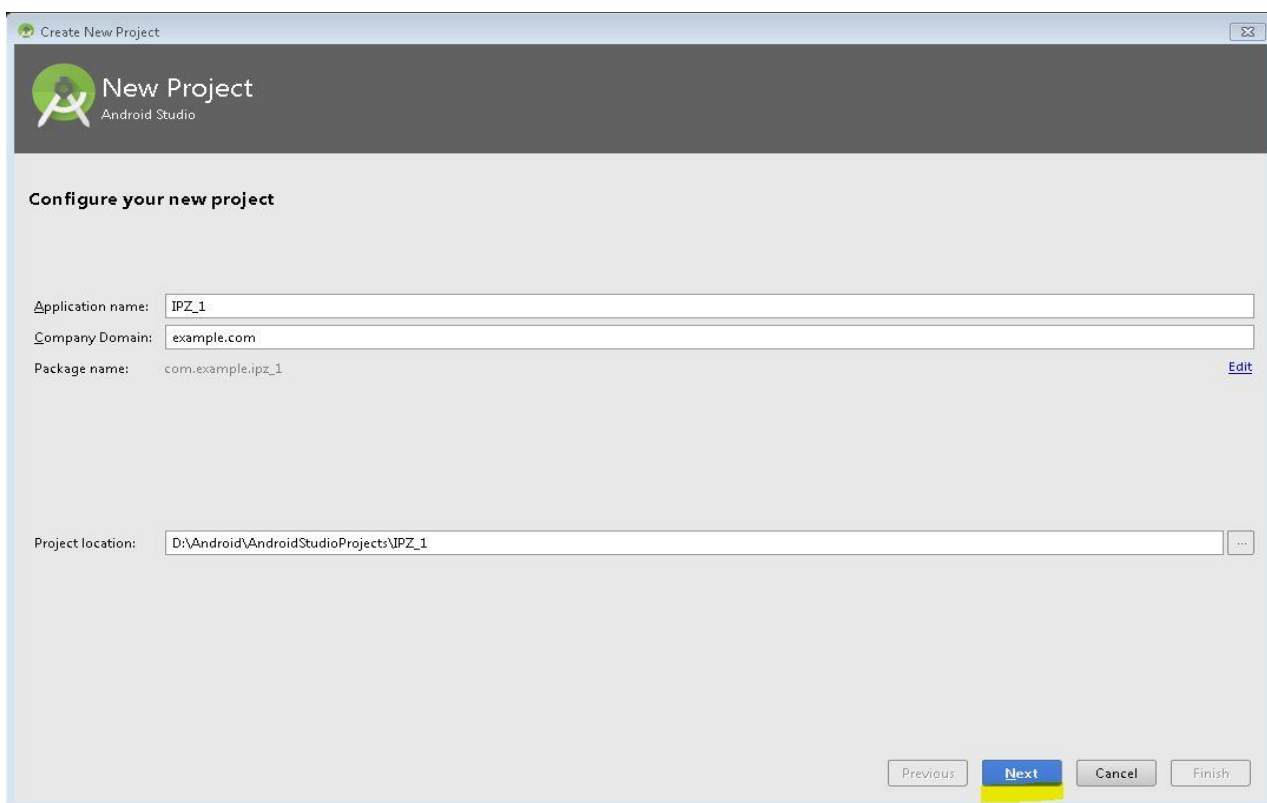 Create New Project
New Project
Android Studio
Configure your new project
Application name: IPZ_1
Company Domain: example.com
Package name: com.example.ipz_1 Edit
Project location: D:\Android\AndroidStudioProjects\IPZ_1 ...
Previous Next Cancel Finish